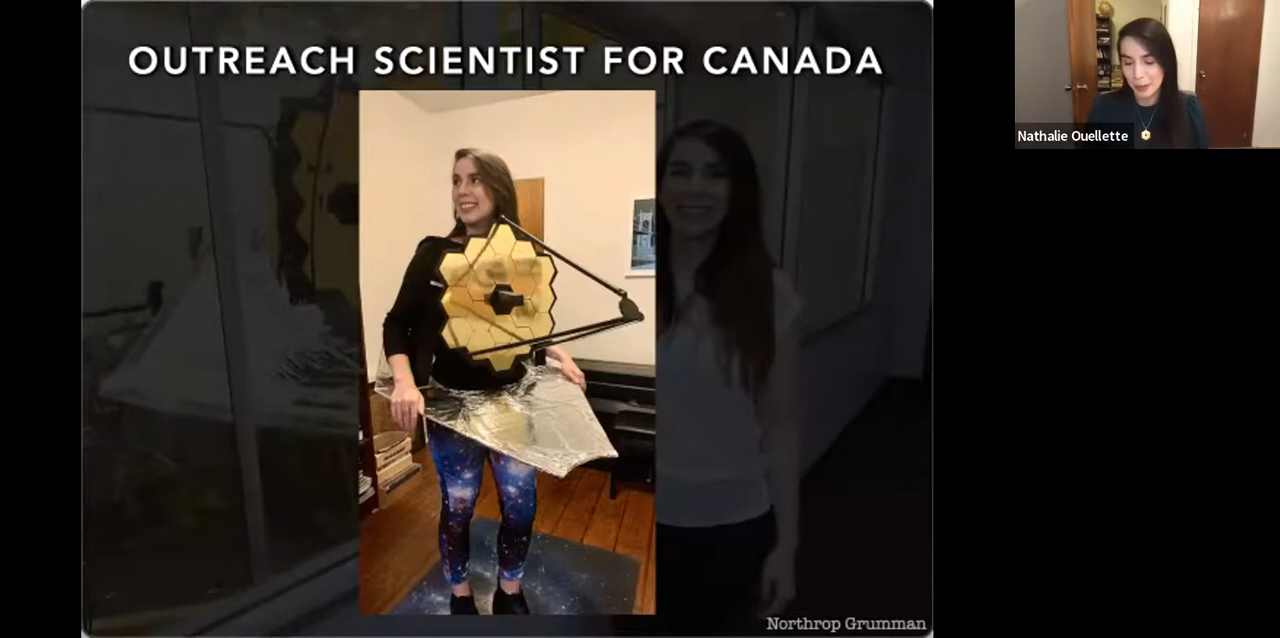 OUTREACH SCIENTIST FOR CANADA
Nathalie Ouellette
Northrop Grumman